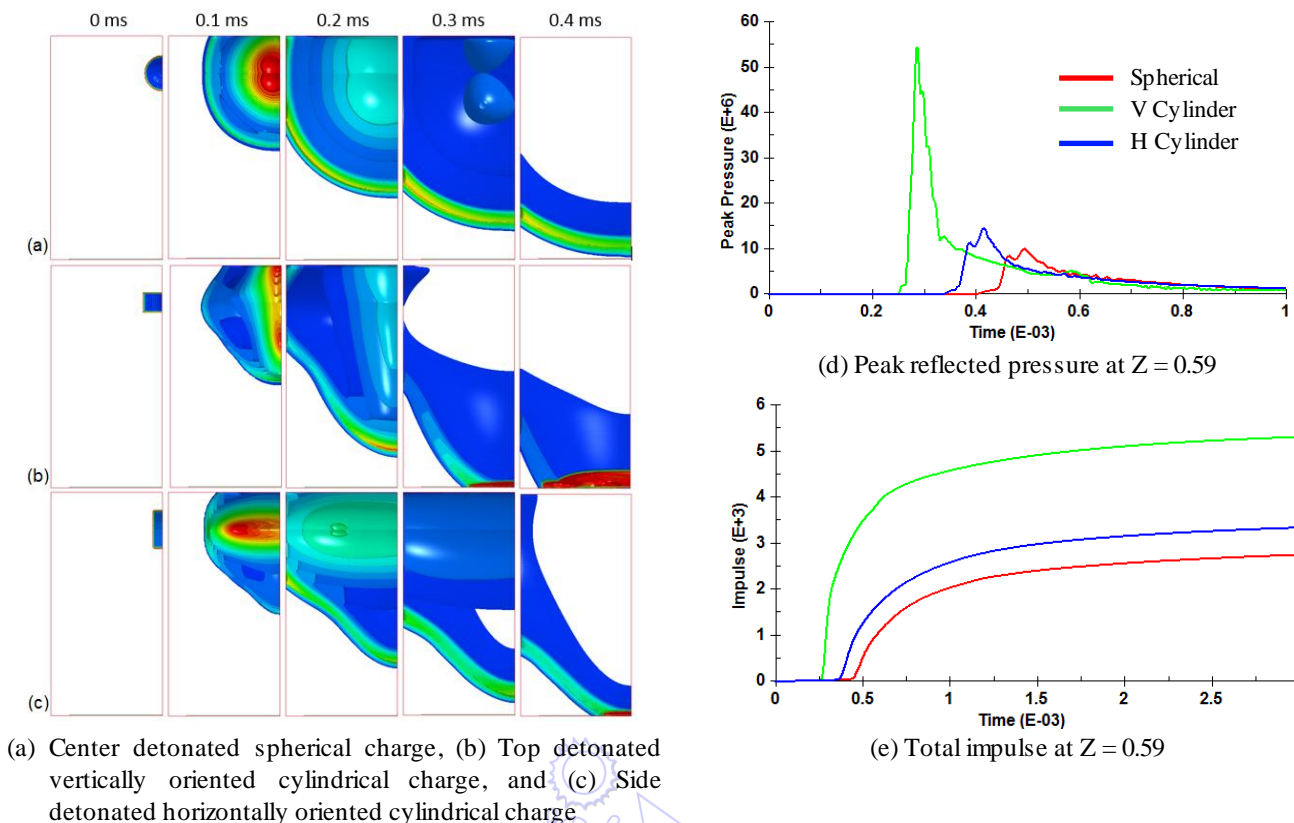 0 ms 0.1 ms 0.2 ms 0.3 ms 0.4 ms
(a)
(b)
(c)
(a) Center detonated spherical charge, (b) Top detonated
vertically oriented cylindrical charge, and (c) Side
detonated horizontally oriented cylindrical charge
Peak Pressure (E+6)
60
50
40
30
20
10
0
0 0.2 0.4 0.6 0.8 1
Time (E-03)
Spherical
V Cylinder
H Cylinder
(d) Peak reflected pressure at Z = 0.59
Impulse (E+3)
6
5
4
3
2
1
0
0 0.5 1 1.5 2 2.5
Time (E-03)
(e) Total impulse at Z = 0.59